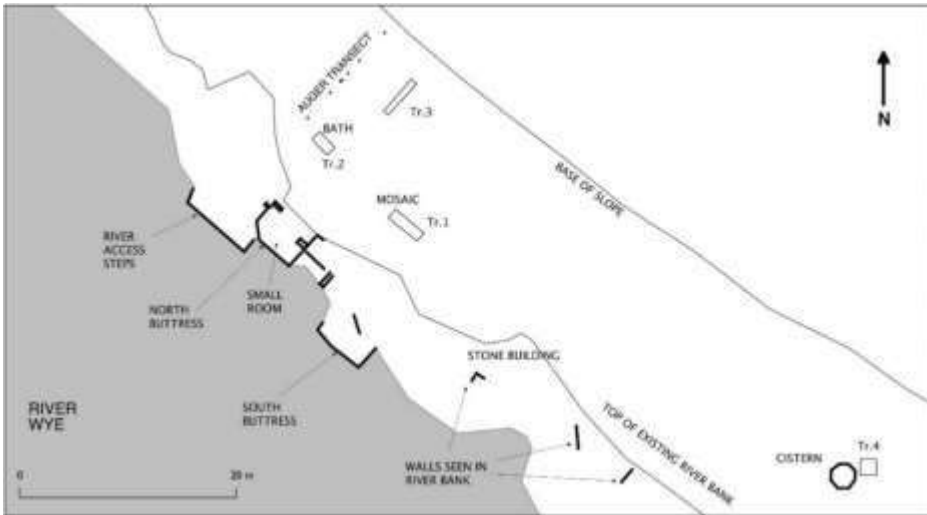 AUGER TRANSECT
Tr.3
BATH
Tr.2
N
BASE OF SLOPE
MOSAIC
Tr.1
RIVER
ACCESS
STEPS
NORTH
BUTTRESS
SMALL
ROOM
STONE BUILDING
SOUTH
BUTTRESS
RIVER
WYE
TOP OF EXISTING RIVER BANK
WALLS SEEN IN
RIVER BANK
CISTERN
Tr.4
0
20 m